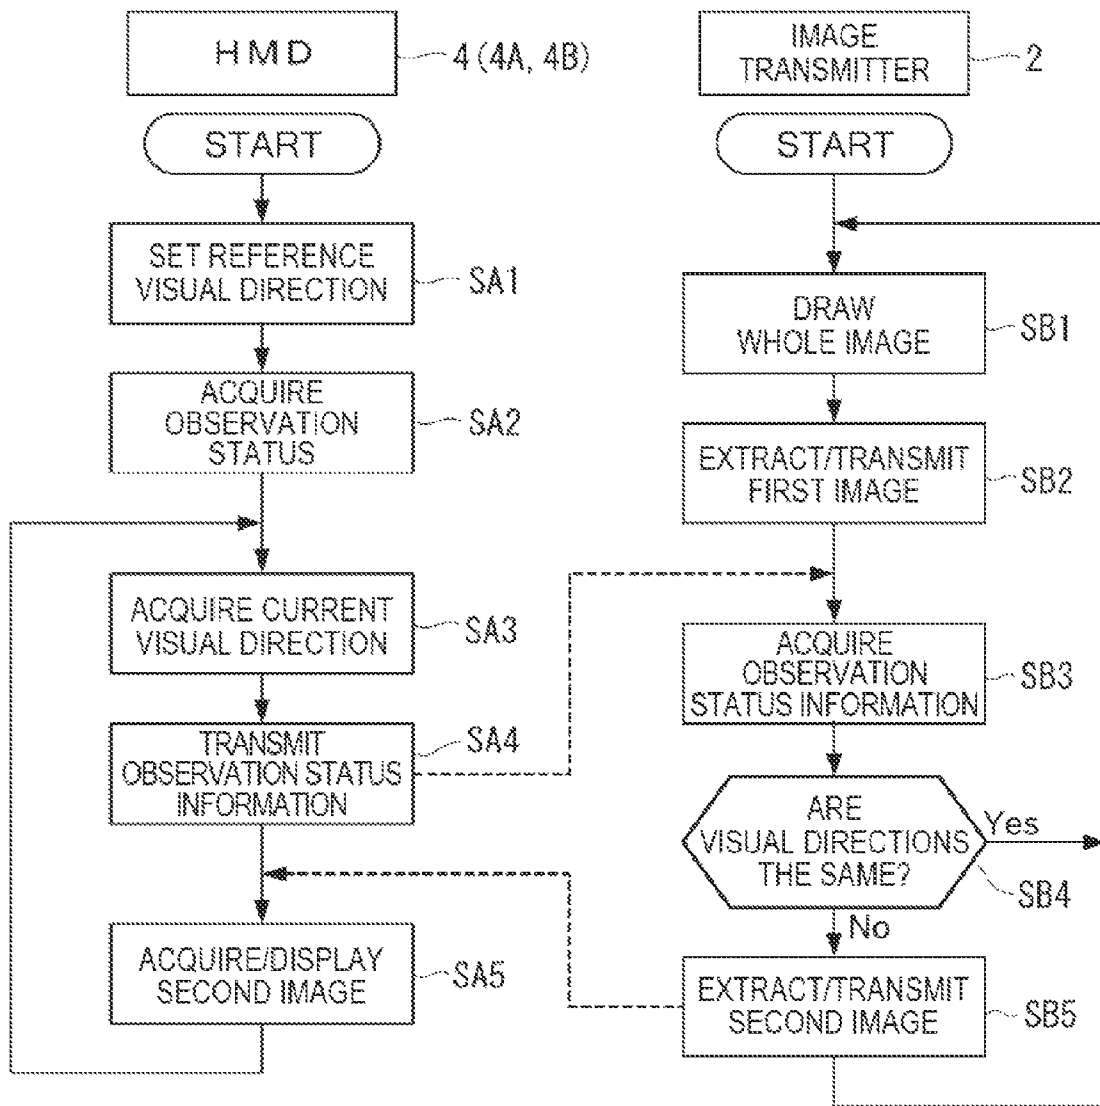 HMD
4(4A, 4B)
START
SET REFERENCE
VISUAL DIRECTION
SA1
ACQUIRE
OBSERVATION
STATUS
SA2
ACQUIRE CURRENT
VISUAL DIRECTION
SA3
TRANSMIT
OBSERVATION STATUS
INFORMATION
SA4
ACQUIRE/DISPLAY
SECOND IMAGE
SA5
IMAGE
TRANSMITTER
2
START
DRAW
WHOLE IMAGE
SB1
EXTRACT/TRANSMIT
FIRST IMAGE
SB2
ACQUIRE
OBSERVATION
STATUS INFORMATION
SB3
ARE
VISUAL DIRECTIONS
THE SAME?
Yes
SB4
No
EXTRACT/TRANSMIT
SECOND IMAGE
SB5